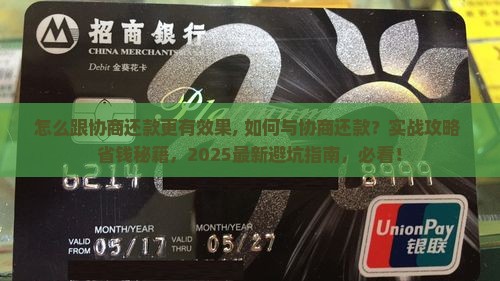 招商银行
CHINA MERCHANTS
Debit 金葵花卡
怎么跟协商还款更有效果, 如何与协商还款？实战攻略
省钱秘籍，2025最新避坑指南，必看！
6214
8999
MONTH/YEAR MONTH/YEAR
VALID FROM 05/17 VALID THRU 05/27
UnionPay
银联